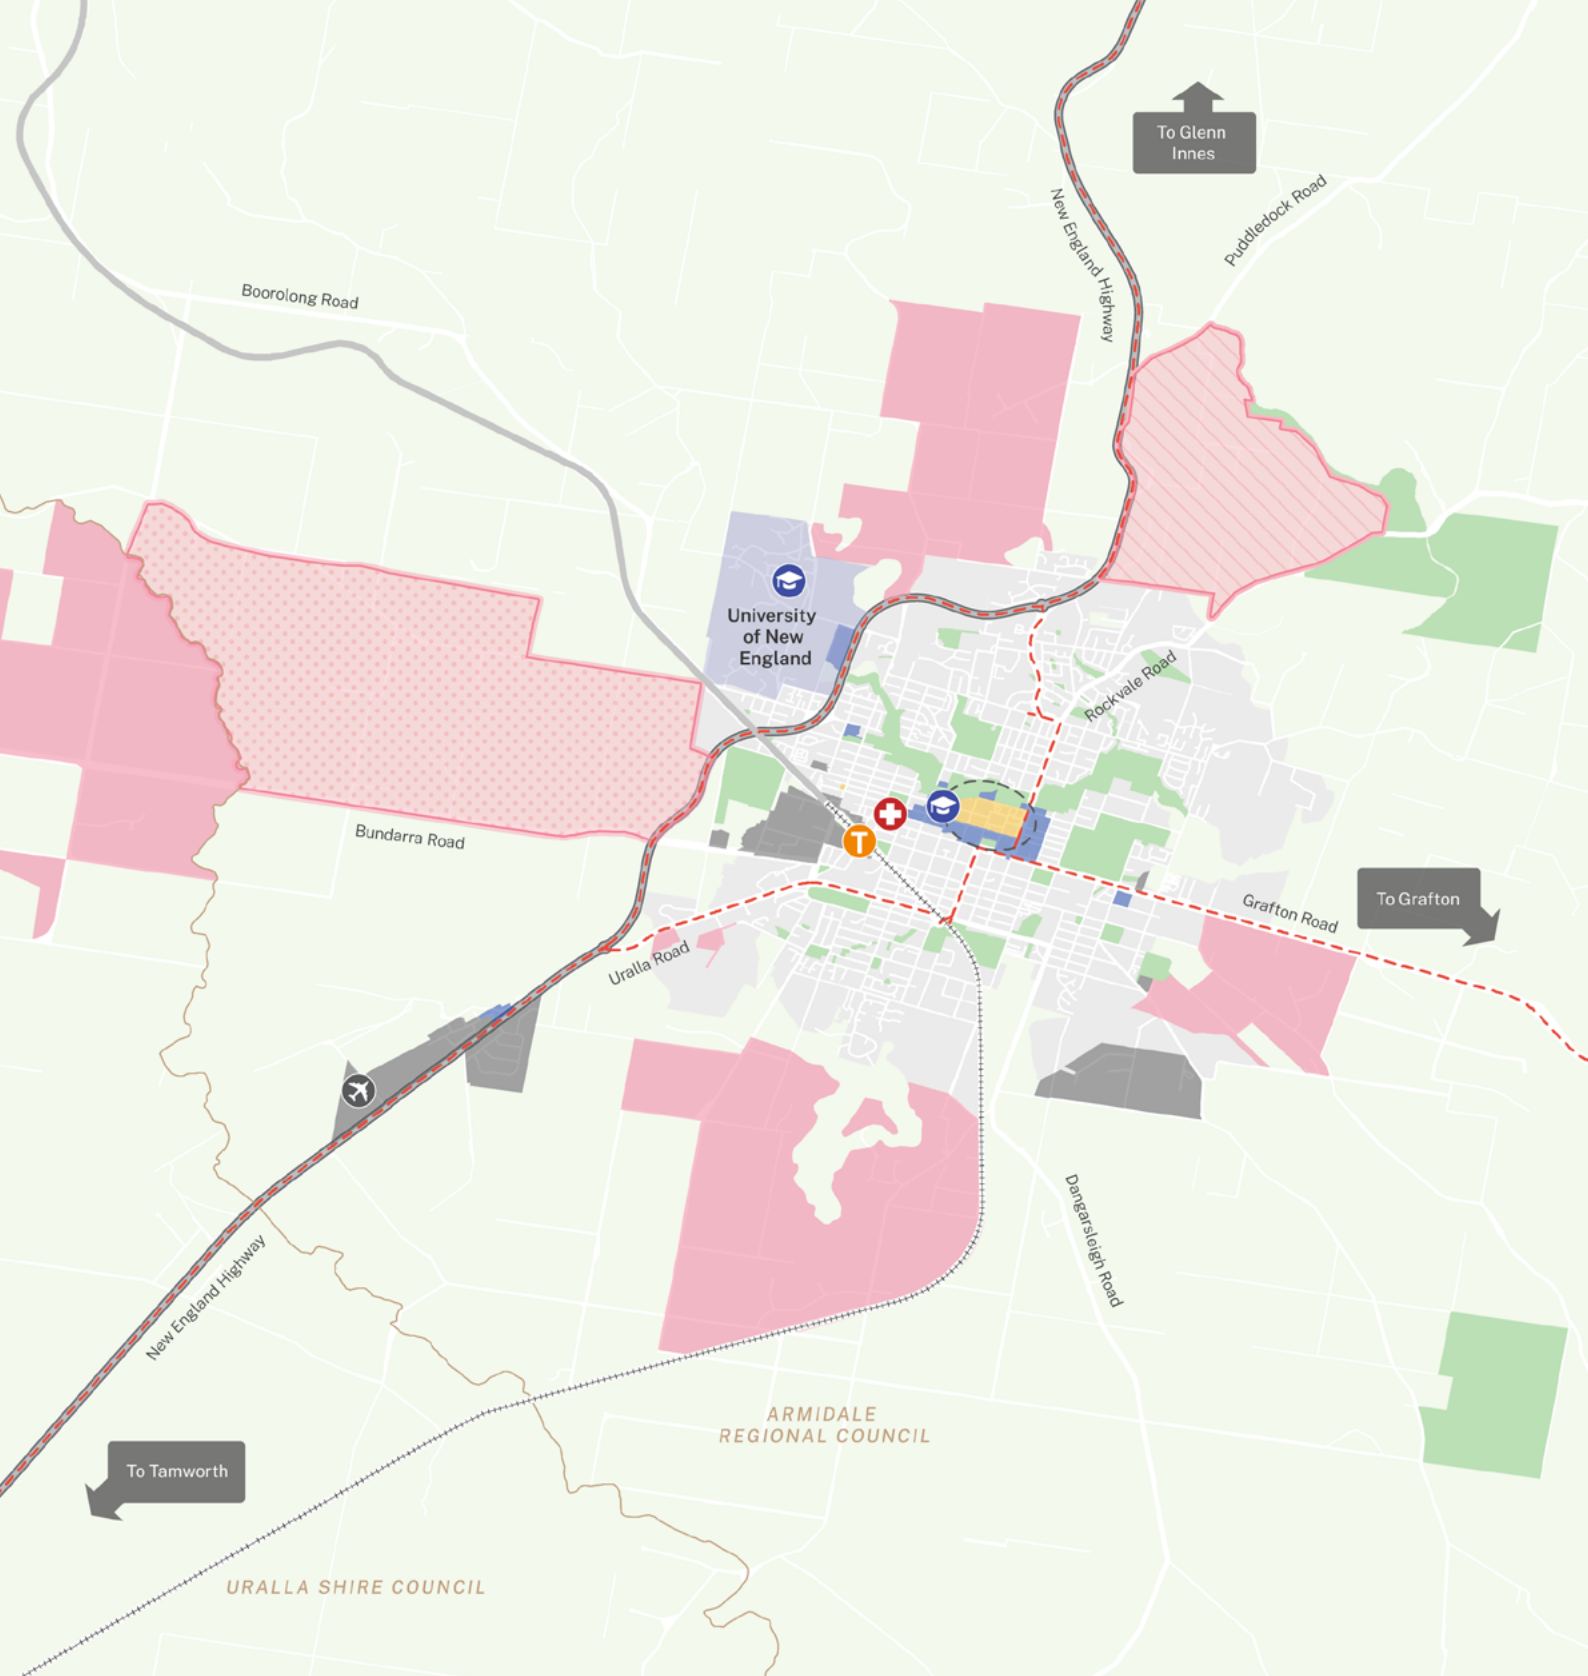 To Glenn
Innes
Puddledock Road
New England Highway
Boorolong Road
University
of New
England
Rockvale Road
T
Bundarra Road
To Grafton
Grafton Road
Uralla Road
Dangarsleigh Road
New England Highway
ARMIDALE
REGIONAL COUNCIL
To Tamworth
URALLA SHIRE COUNCIL